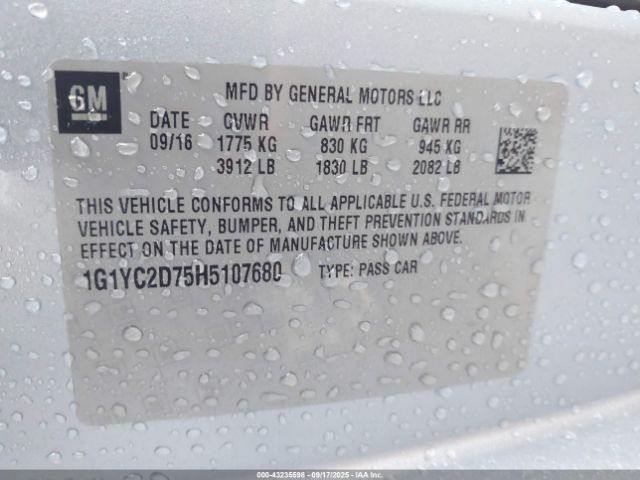 GM
MFD BY GENERAL MOTORS LLC
DATE GVWR GAWR FRT GAWR RR
09/16 1775 KG 830 KG 945 KG
3912 LB 1830 LB 2082 LB
THIS VEHICLE CONFORMS TO ALL APPLICABLE U.S. FEDERAL MOTOR
VEHICLE SAFETY, BUMPER, AND THEFT PREVENTION STANDARDS IN
EFFECT ON THE DATE OF MANUFACTURE SHOWN ABOVE.
1G1YC2D75H5107680 TYPE: PASS CAR
000-43235598 - 09/17/2025 - IAA Inc.